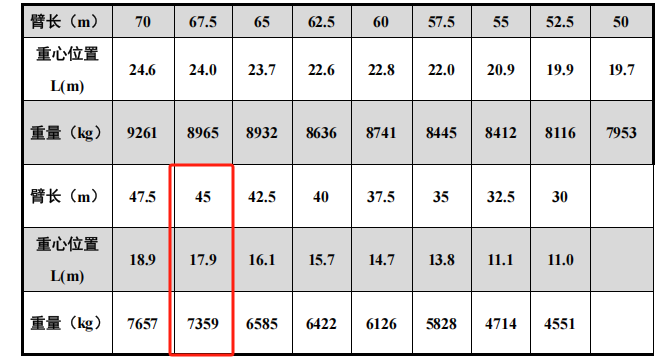 臂长（m） 70 67.5 65 62.5 60 57.5 55 52.5 50
重心位置
L(m) 24.6 24.0 23.7 22.6 22.8 22.0 20.9 19.9 19.7
重量（kg） 9261 8965 8932 8636 8741 8445 8412 8116 7953
臂长（m） 47.5 45 42.5 40 37.5 35 32.5 30
重心位置
L(m) 18.9 17.9 16.1 15.7 14.7 13.8 11.1 11.0
重量（kg） 7657 7359 6585 6422 6126 5828 4714 4551